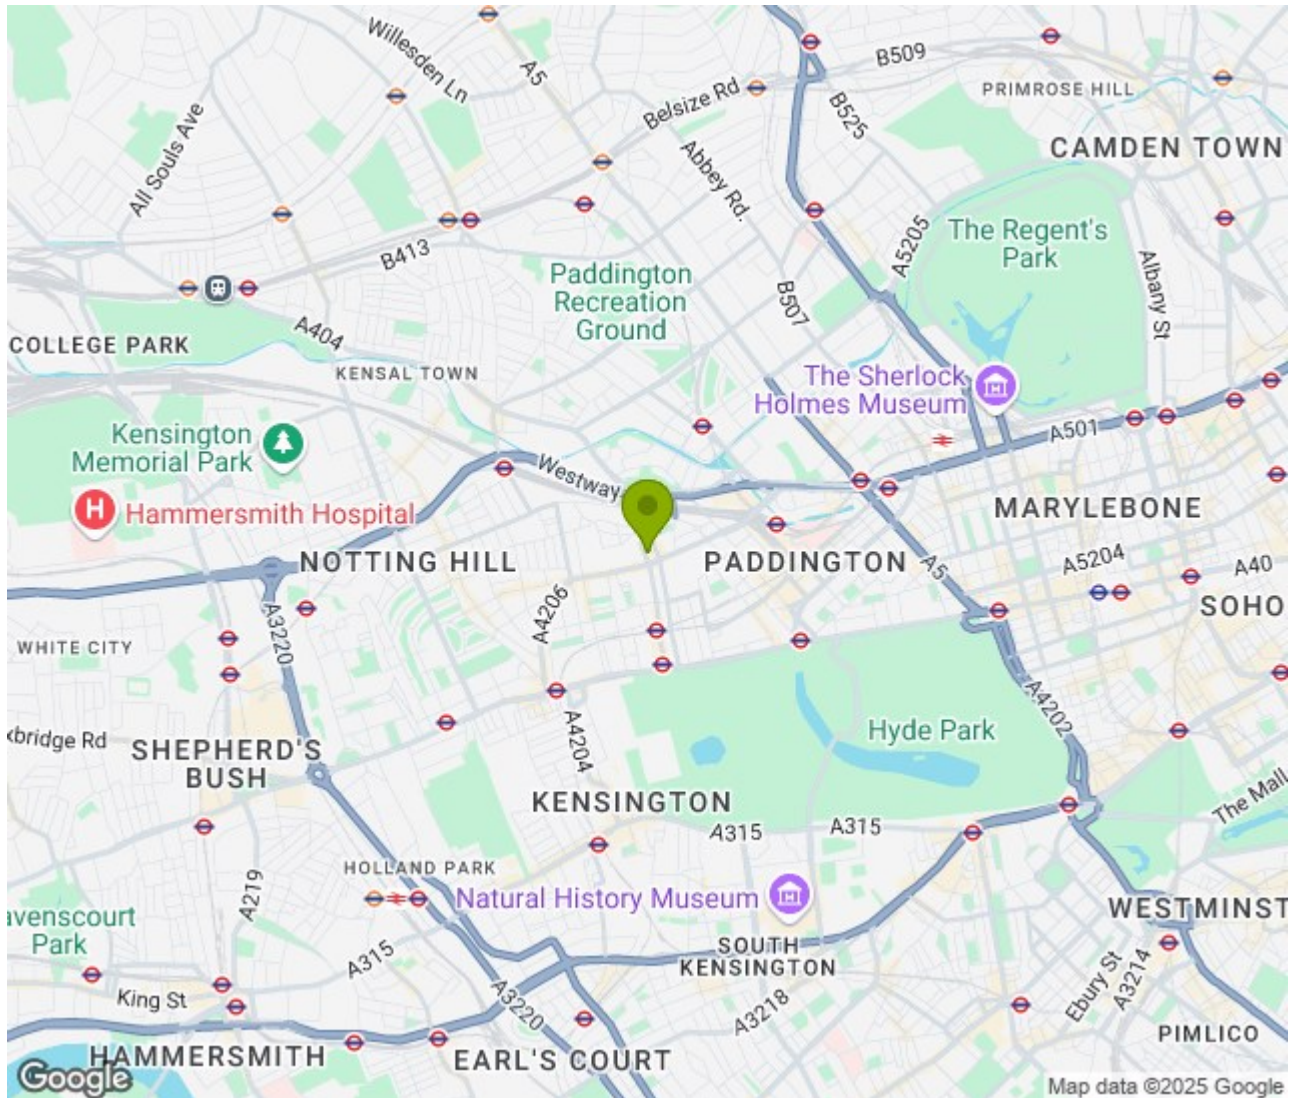 Willesden Ln
A5
B509
PRIMROSE HILL
All Souls Ave
Belsize Rd
B525
CAMDEN TOWN
Abbey Rd.
A5205
The Regent's
Park
B413
Paddington
Recreation
Ground
B507
Albany St
A404
COLLEGE PARK
KENSAL TOWN
The Sherlock
Holmes Museum
Kensington
Memorial Park
A501
Westway
H
Hammersmith Hospital
MARYLEBONE
NOTTING HILL
PADDINGTON
A5
A5204
A40
A4206
SOHO
A3220
WHITE CITY
A4202
xbridge Rd
A4204
Hyde Park
SHEPHERD'S
BUSH
KENSINGTON
The Mall
A315
A315
HOLLAND PARK
A219
Natural History Museum
avenscourt
Park
WESTMINST
SOUTH
KENSINGTON
A315
King St
A3220
A3218
Ebury St
A3214
PIMLICO
HAMMERSMITH
EARL'S COURT
Google
Map data ©2025 Google